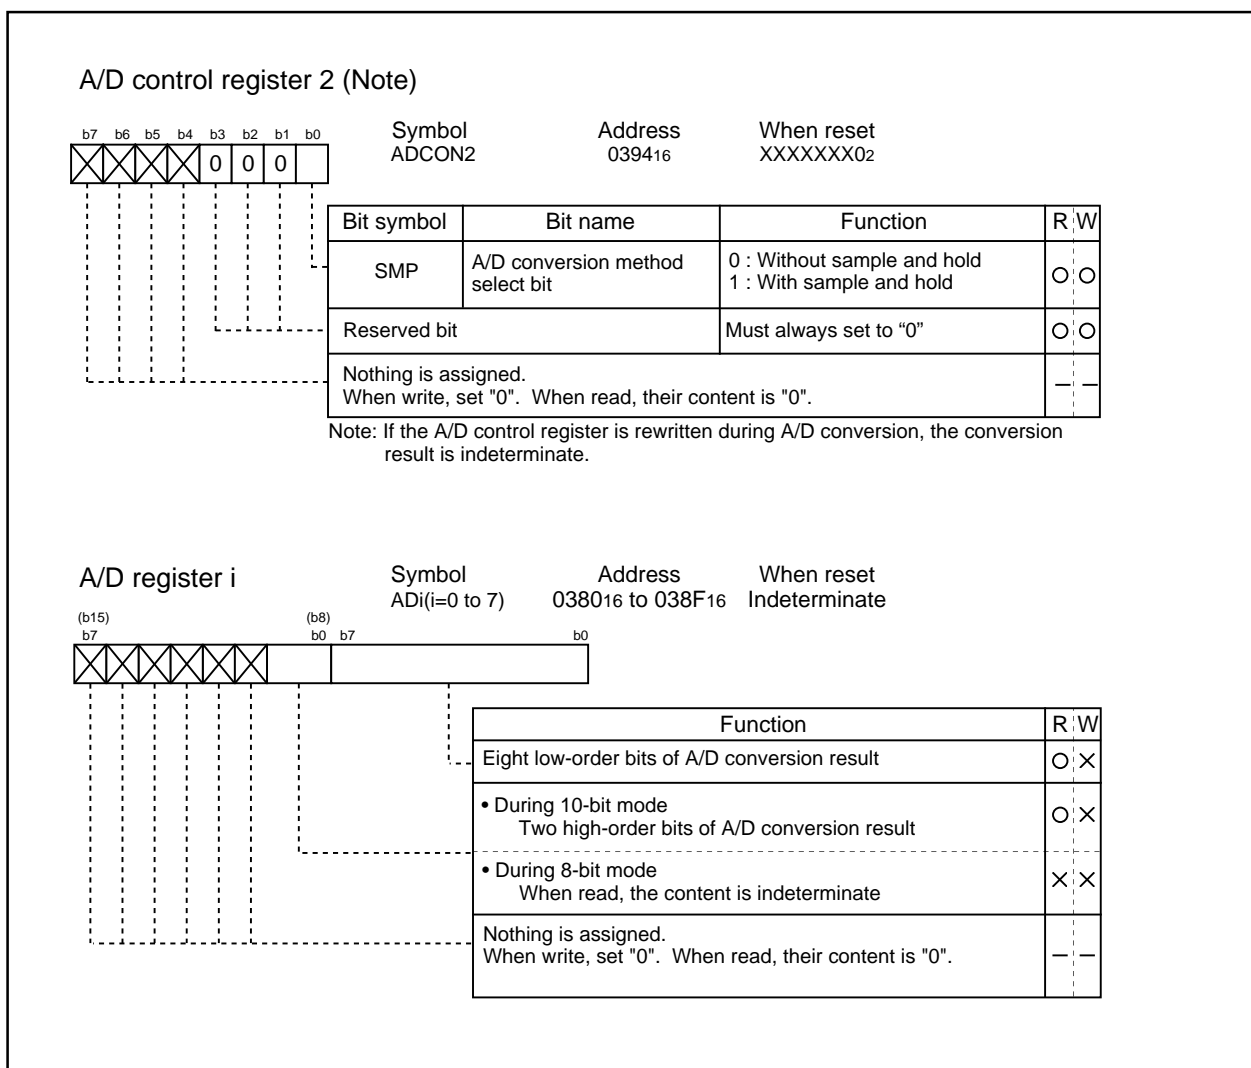 A/D control register 2 (Note)
b7 b6 b5 b4 b3 b2 b1 b0
0 0 0
Symbol Address When reset
ADCON2 039416 XXXXXXX02
Bit symbol Bit name Function R W
SMP A/D conversion method select bit 0 : Without sample and hold
1 : With sample and hold
Reserved bit Must always set to “0”
Nothing is assigned.
When write, set "0". When read, their content is "0".
Note: If the A/D control register is rewritten during A/D conversion, the conversion
result is indeterminate.
A/D register i
Symbol Address When reset
ADi(i=0 to 7) 038016 to 038F16 Indeterminate
(b15) (b8)
b7 b0 b7 b0
Function R W
Eight low-order bits of A/D conversion result
• During 10-bit mode
Two high-order bits of A/D conversion result
• During 8-bit mode
When read, the content is indeterminate
Nothing is assigned.
When write, set "0". When read, their content is "0".